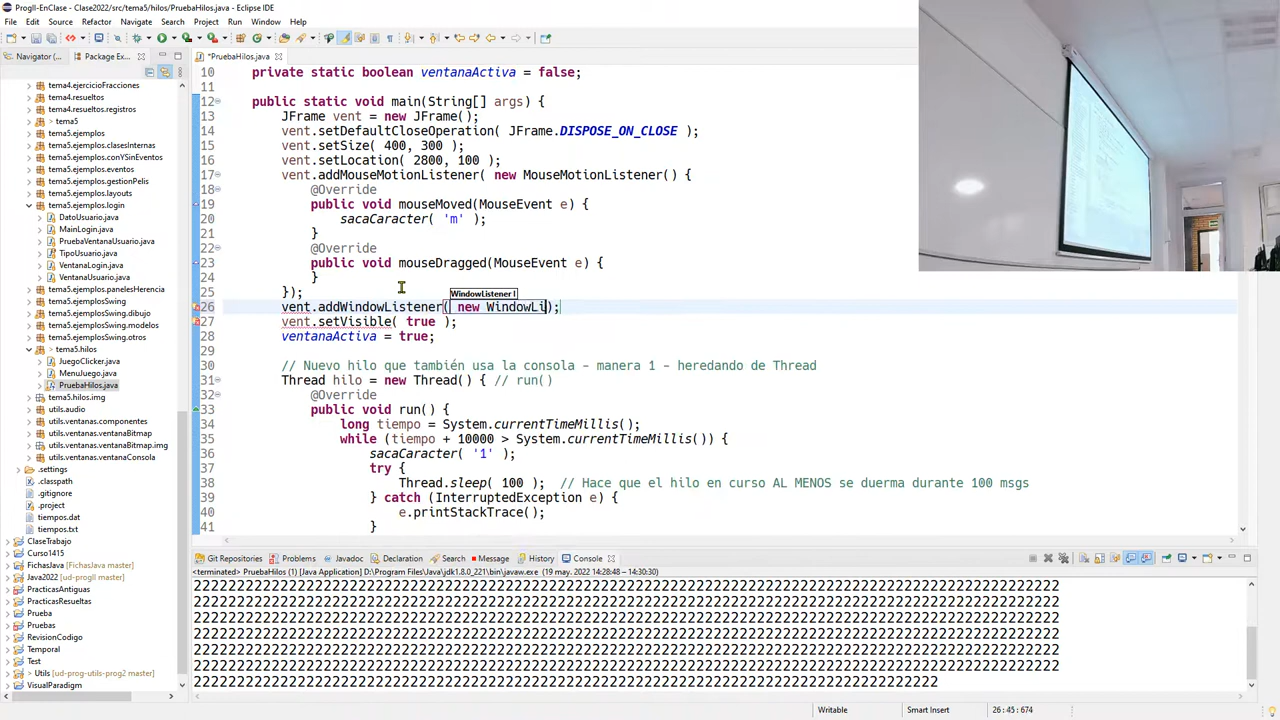 ProgII-EnClase - Clase2022/src/tema5/hilos/PruebaHilos.java - Eclipse IDE
File Edit Source Refactor Navigate Search Project Run Window Help
Navigator (... Package Ex...
*PruebaHilos.java
tema4.ejercicioFracciones
tema4.resueltos
tema4.resueltos.registros
> tema5
tema5.ejemplos
tema5.ejemplos.clasesInternas
tema5.ejemplos.conYSinEventos
tema5.ejemplos.eventos
tema5.ejemplos.gestionPelis
tema5.ejemplos.layouts
tema5.ejemplos.login
DatoUsuario.java
MainLogin.java
PruebaVentanaUsuario.java
TipoUsuario.java
VentanaLogin.java
VentanaUsuario.java
tema5.ejemplos.panelesHerencia
tema5.ejemplosSwing
tema5.ejemplosSwing.dibujo
tema5.ejemplosSwing.modelos
tema5.ejemplosSwing.otros
> tema5.hilos
JuegoClicker.java
MenuJuego.java
PruebaHilos.java
tema5.hilos.img
utils.audio
utils.ventanas.componentes
utils.ventanas.ventanaBitmap
utils.ventanas.ventanaBitmap.img
utils.ventanas.ventanaConsola
.settings
.classpath
.gitignore
.project
tiempos.dat
tiempos.txt
ClaseTrabajo
Curso1415
FichasJava [FichasJava master]
Java2022 [ud-progII master]
PracticasAntiguas
PracticasResueltas
Prueba
Pruebas
RevisionCodigo
Temporal
Test
> Utils [ud-prog-utils-prog2 master]
VisualParadigm
10 private static boolean ventanaActiva = false;
11
12 public static void main(String[] args) {
13 JFrame vent = new JFrame();
14 vent.setDefaultCloseOperation( JFrame.DISPOSE_ON_CLOSE );
15 vent.setSize( 400, 300 );
16 vent.setLocation( 2800, 100 );
17 vent.addMouseMotionListener( new MouseMotionListener() {
18 @Override
19 public void mouseMoved(MouseEvent e) {
20 sacaCaracter( 'm' );
21 }
22 @Override
23 public void mouseDragged(MouseEvent e) {
24 }
25 });
WindowListener l
26 vent.addWindowListener( new WindowLi);
27 vent.setVisible( true );
28 ventanaActiva = true;
29
30 // Nuevo hilo que también usa la consola - manera 1 - heredando de Thread
31 Thread hilo = new Thread() { // run()
32 @Override
33 public void run() {
34 long tiempo = System.currentTimeMillis();
35 while (tiempo + 10000 > System.currentTimeMillis()) {
36 sacaCaracter( '1' );
37 try {
38 Thread.sleep( 100 ); // Hace que el hilo en curso AL MENOS se duerma durante 100 msgs
39 } catch (InterruptedException e) {
40 e.printStackTrace();
41 }
Git Repositories Problems Javadoc Declaration Search Message History Console
<terminated> PruebaHilos (1) [Java Application] D:\Program Files\Java\jdk1.8.0_221\bin\javaw.exe (19 may. 2022 14:28:48 – 14:30:30)
Writable Smart Insert 26 : 45 : 674